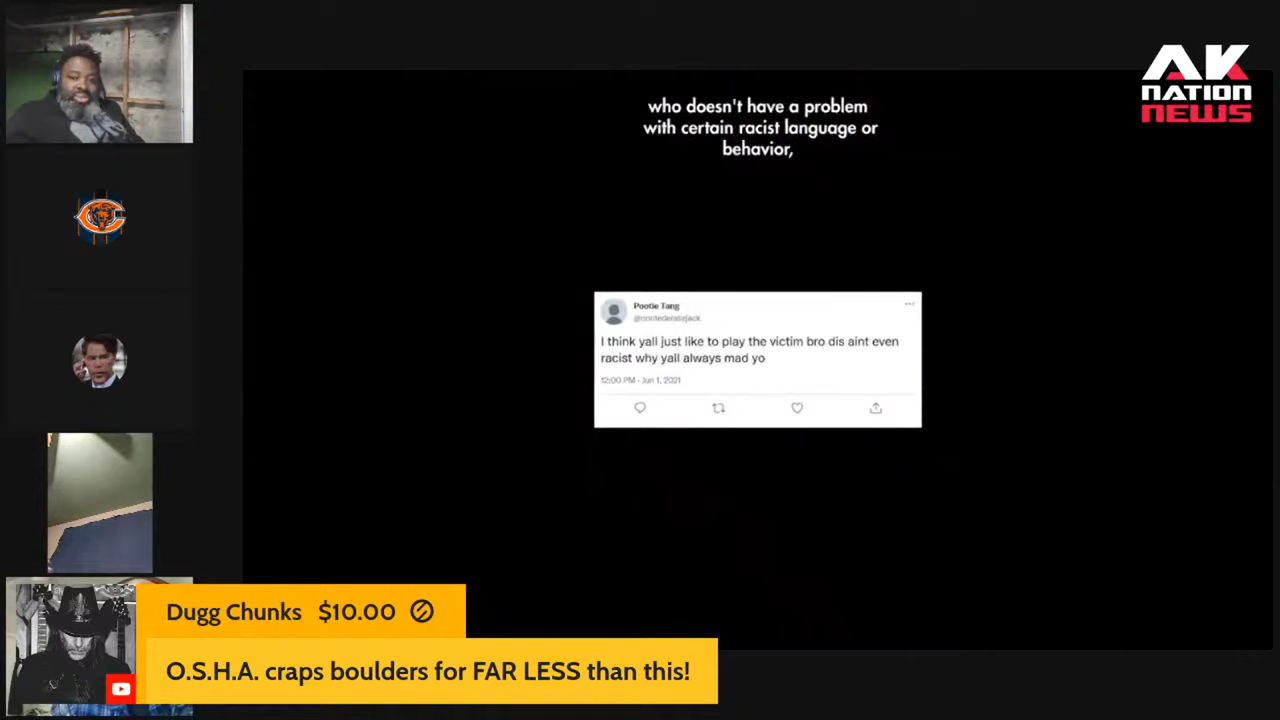 AK
NATION
NEWS
who doesn't have a problem
with certain racist language or
behavior,
Pootie Tang
@confederatejack
I think yall just like to play the victim bro dis aint even
racist why yall always mad yo
12:00 PM - Jun 1, 2021
Dugg Chunks $10.00
O.S.H.A. craps boulders for FAR LESS than this!